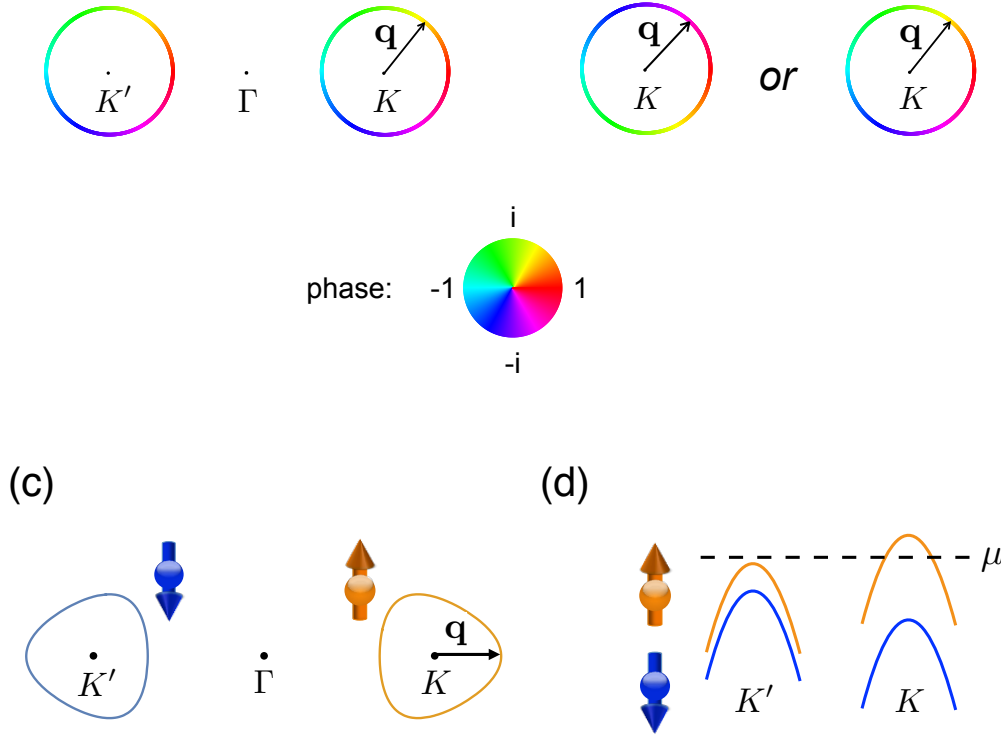 q q q
or
K′ Γ K K K
i
phase: -1 1
-i
(c) (d)
μ
q
K′ Γ K K′ K